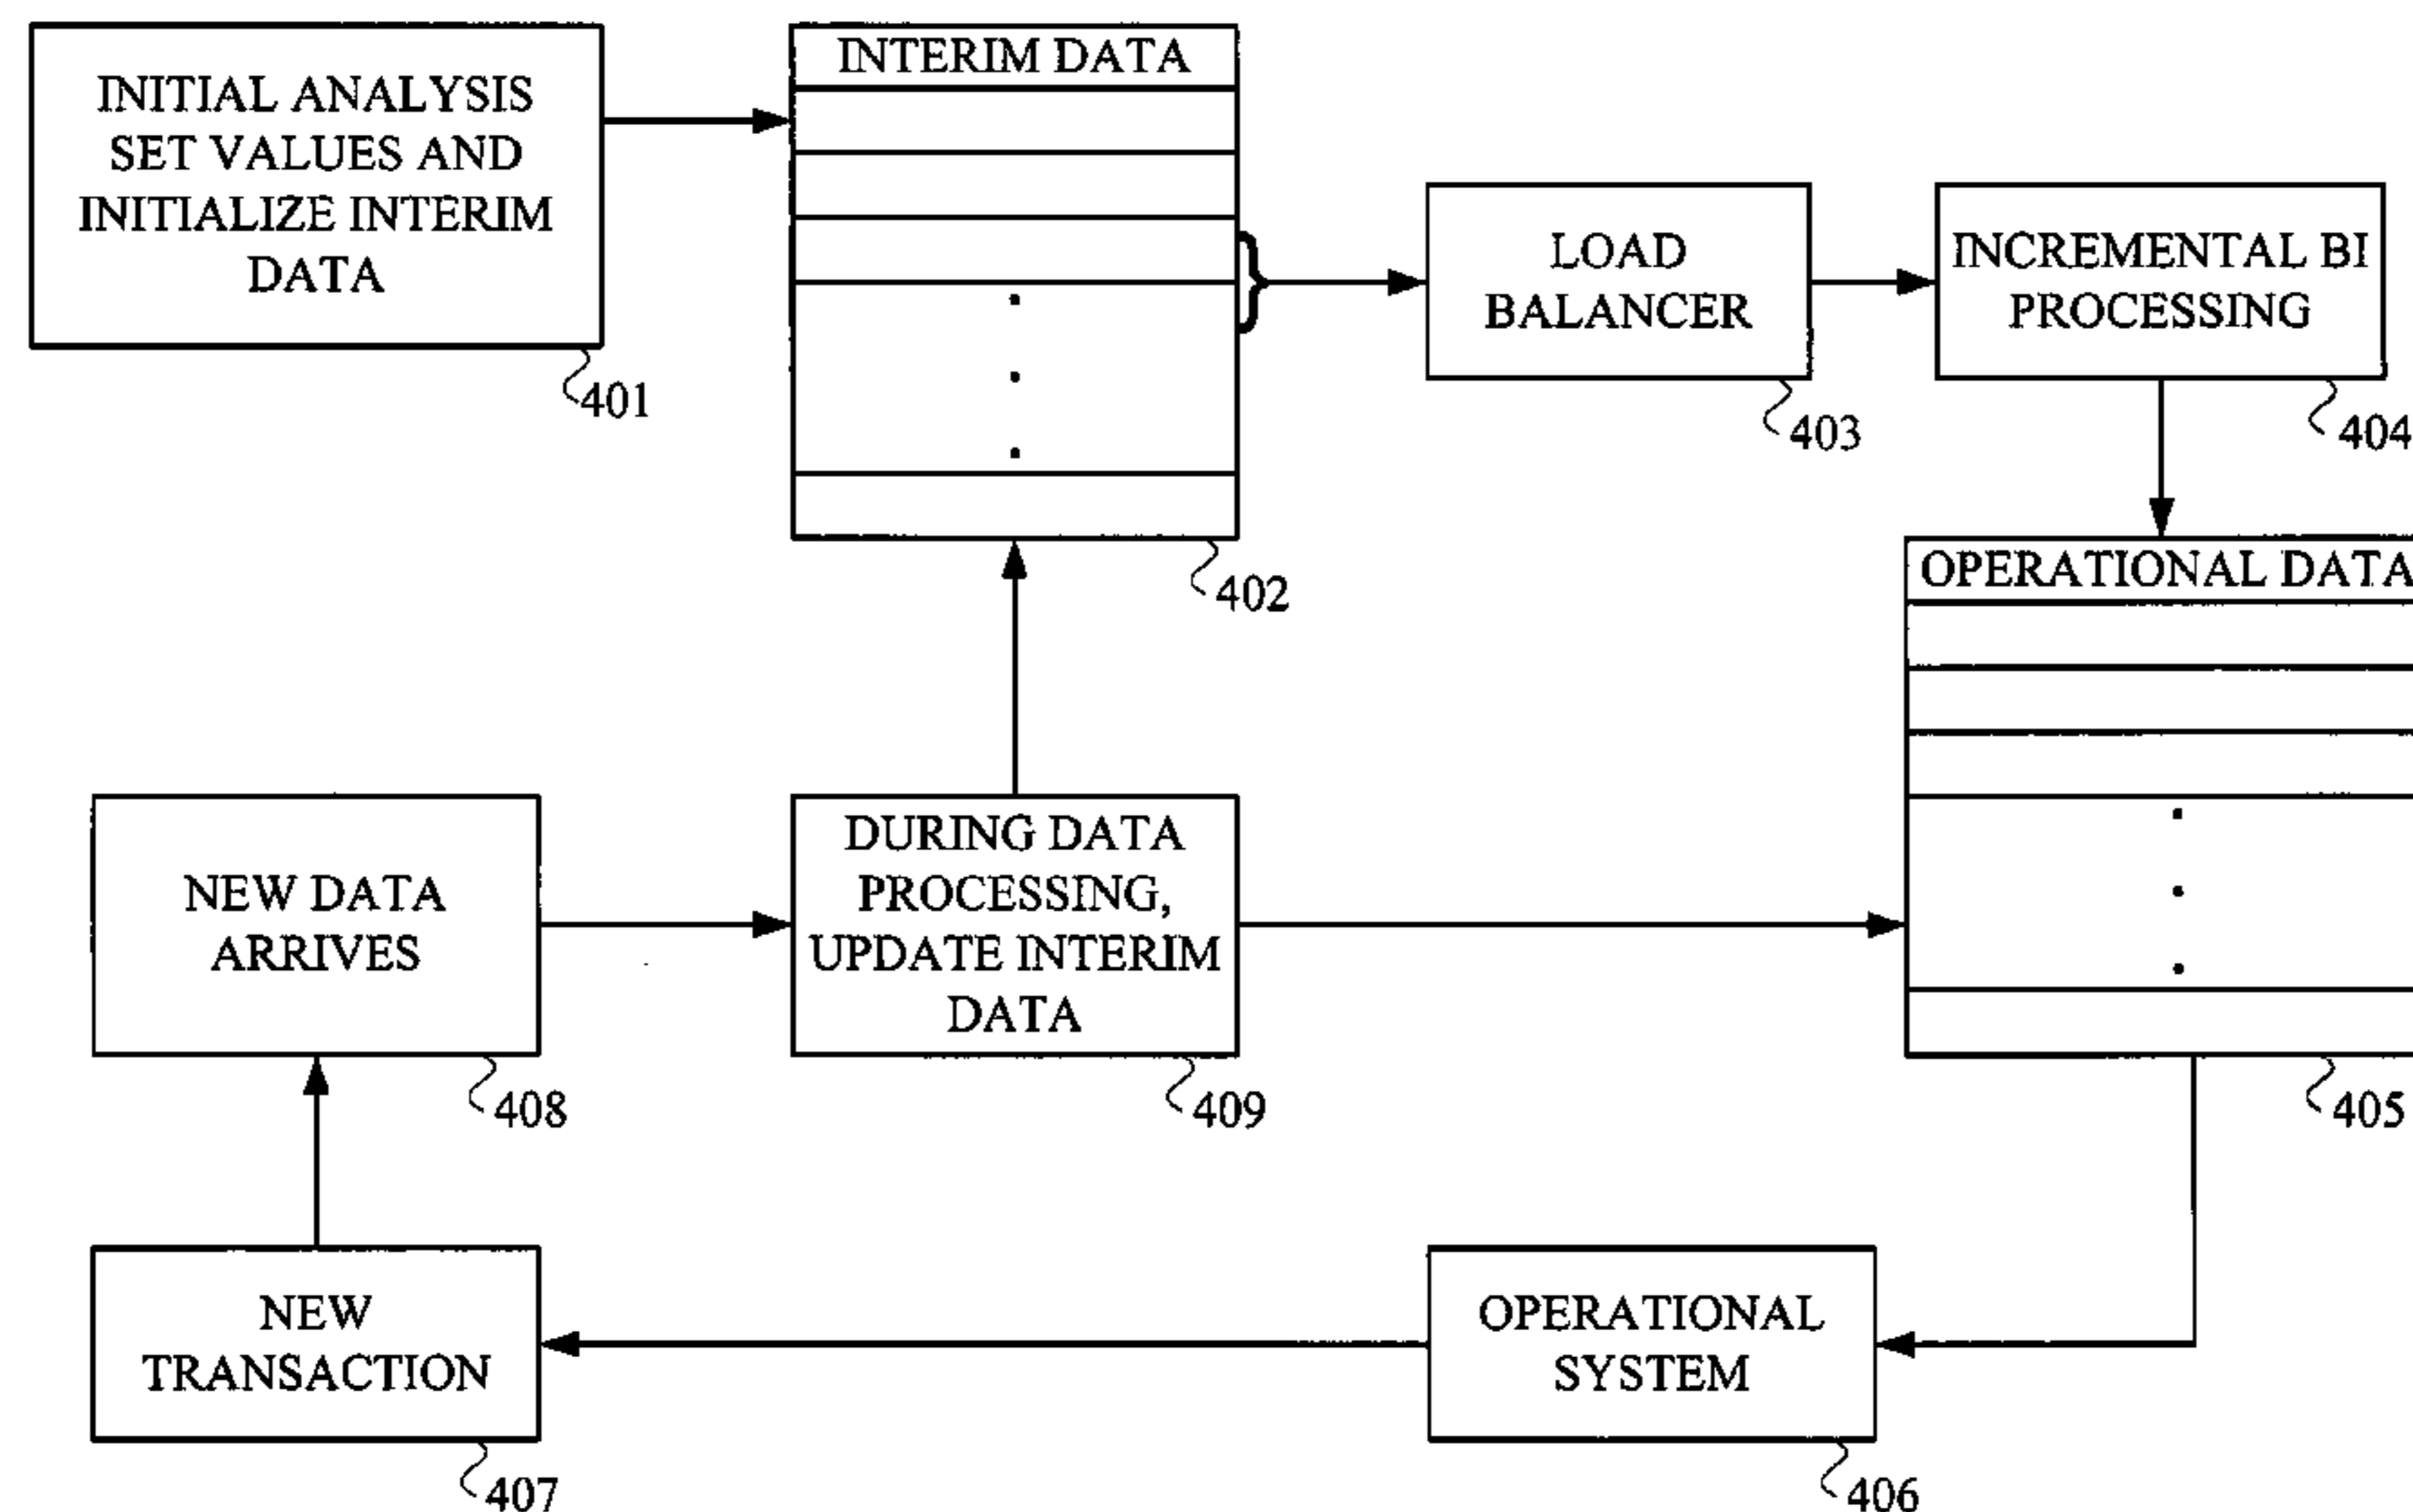 INITIAL ANALYSIS
SET VALUES AND
INITIALIZE INTERIM
DATA
401
INTERIM DATA
402
LOAD
BALANCER
403
INCREMENTAL BI
PROCESSING
404
OPERATIONAL DATA
405
NEW DATA
ARRIVES
408
DURING DATA
PROCESSING,
UPDATE INTERIM
DATA
409
NEW
TRANSACTION
407
OPERATIONAL
SYSTEM
406